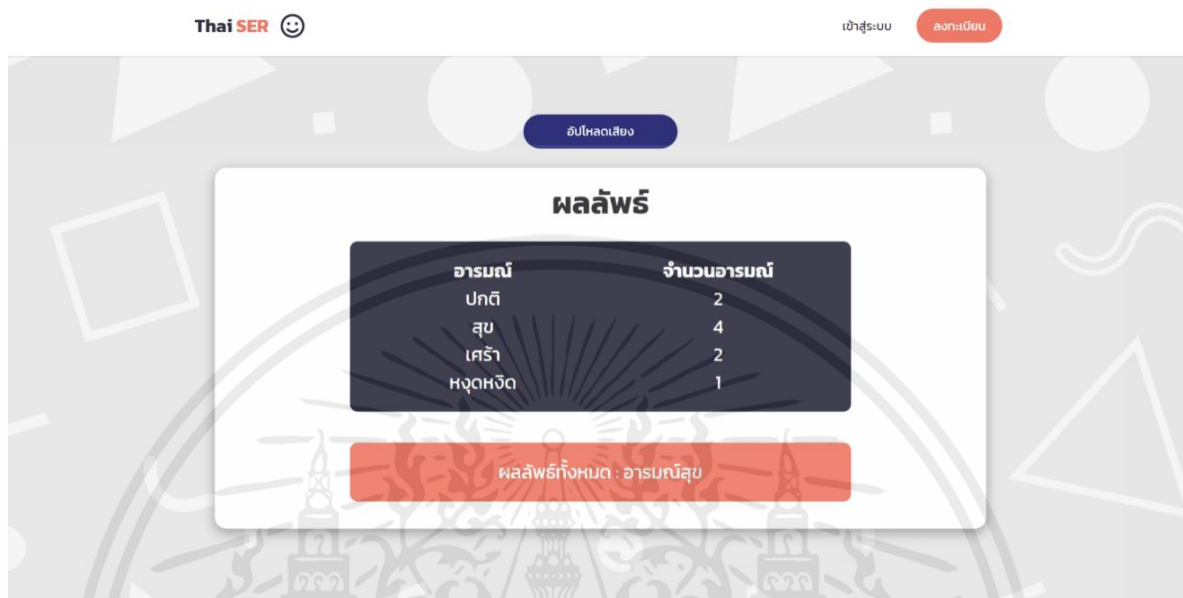 Thai SER
เข้าสู่ระบบ
ลงทะเบียน
อัปโหลดเสียง
ผลลัพธ์
อารมณ์ จำนวนอารมณ์
ปกติ 2
สุข 4
เศร้า 2
หงุดหงิด 1
ผลลัพธ์ทั้งหมด : อารมณ์สุข